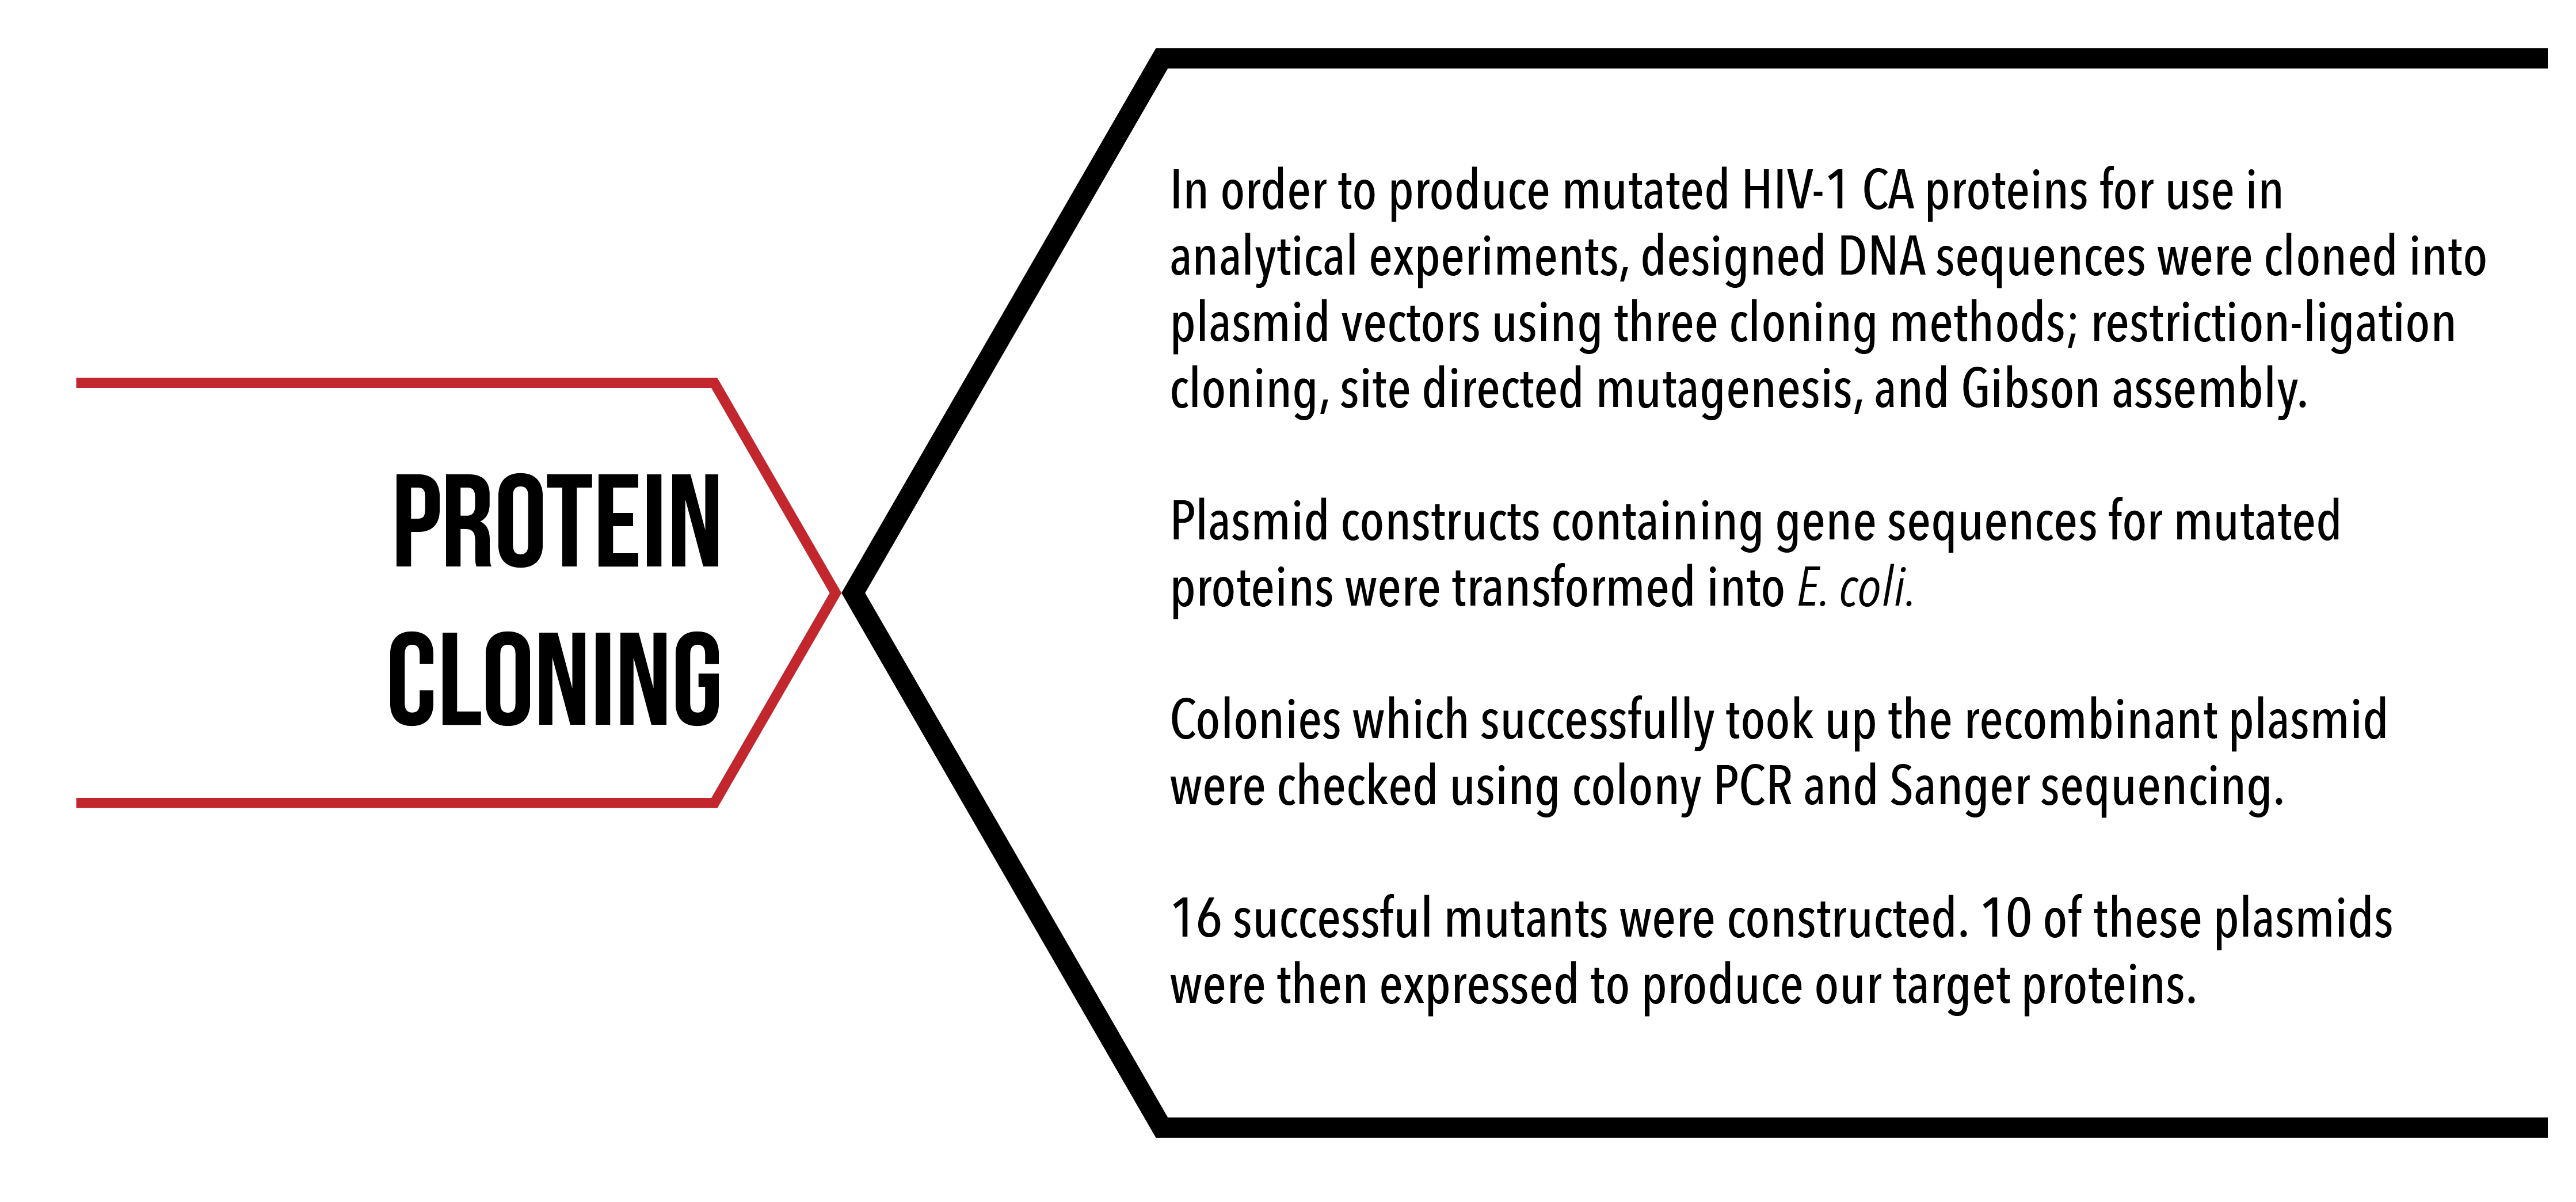 PROTEIN
CLONING
In order to produce mutated HIV-1 CA proteins for use in
analytical experiments, designed DNA sequences were cloned into
plasmid vectors using three cloning methods; restriction-ligation
cloning, site directed mutagenesis, and Gibson assembly.
Plasmid constructs containing gene sequences for mutated
proteins were transformed into E. coli.
Colonies which successfully took up the recombinant plasmid
were checked using colony PCR and Sanger sequencing.
16 successful mutants were constructed. 10 of these plasmids
were then expressed to produce our target proteins.